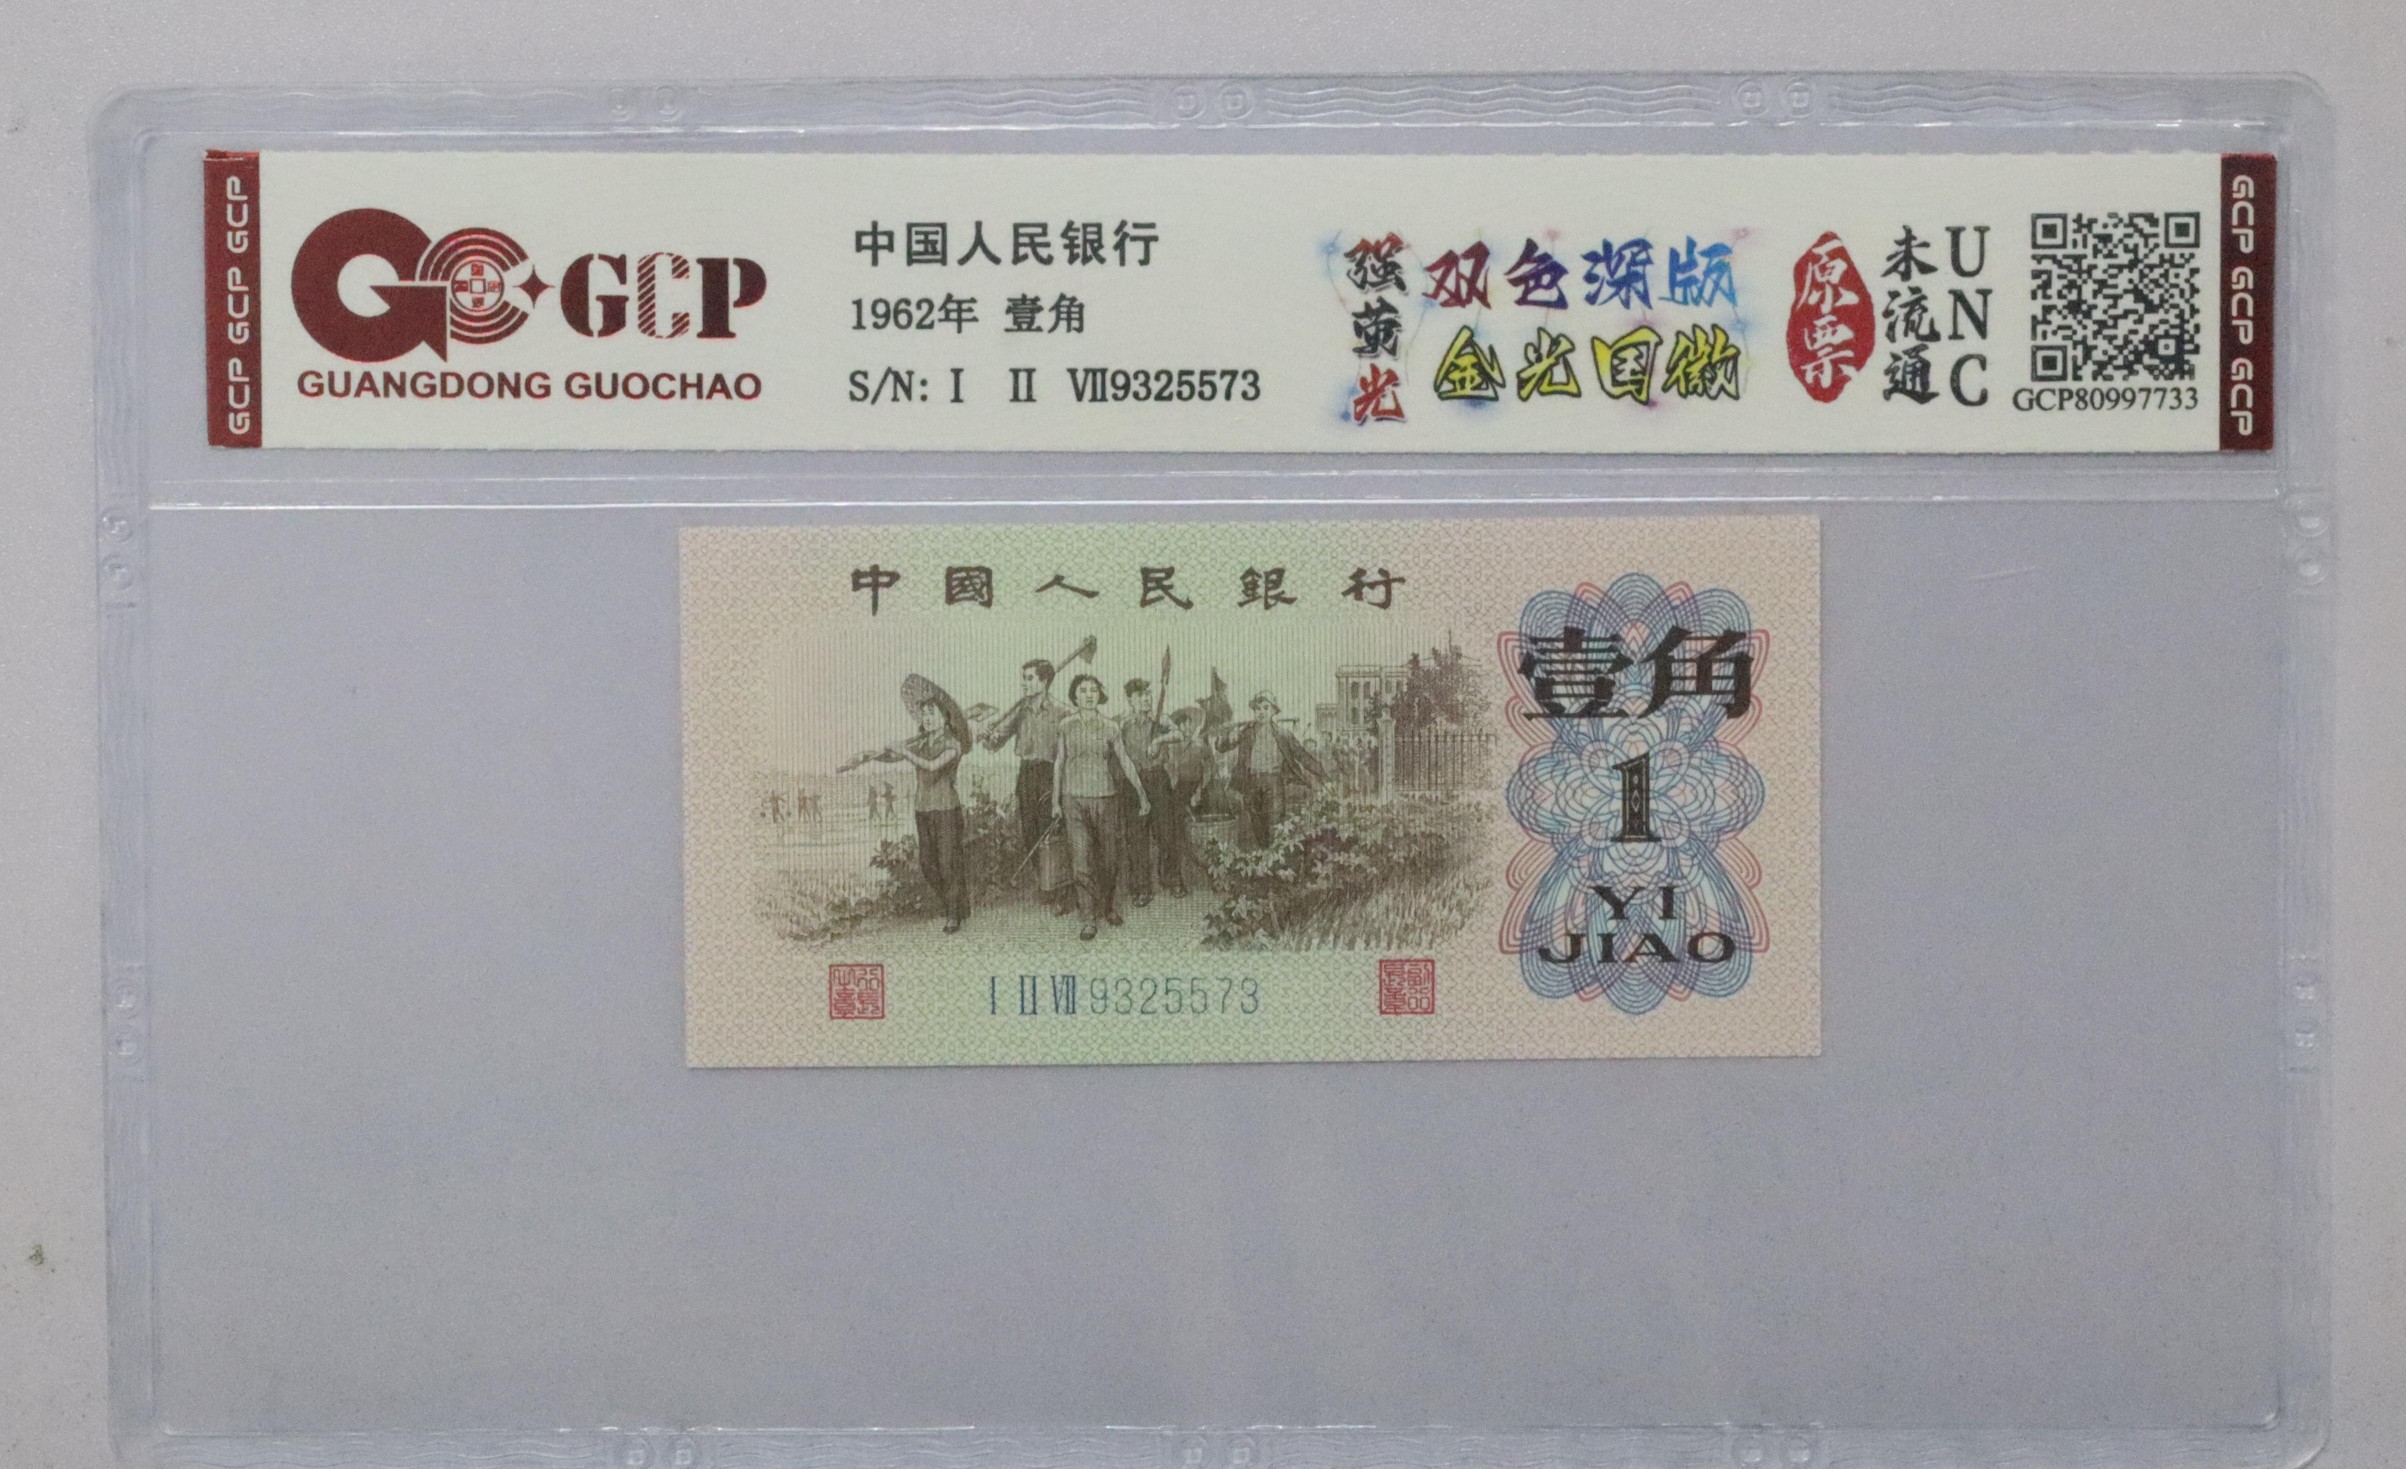 GCP GCP GCP
GCP
GUANGDONG GUOCHAO
中国人民银行
1962年 壹角
S/N: I II VII9325573
强荧光
双色深版
金光国徽
原票
未流通
UNC
GCP80997733
GCP GCP GCP
中國人民銀行
壹角
1
YI
JIAO
I II VII 9325573